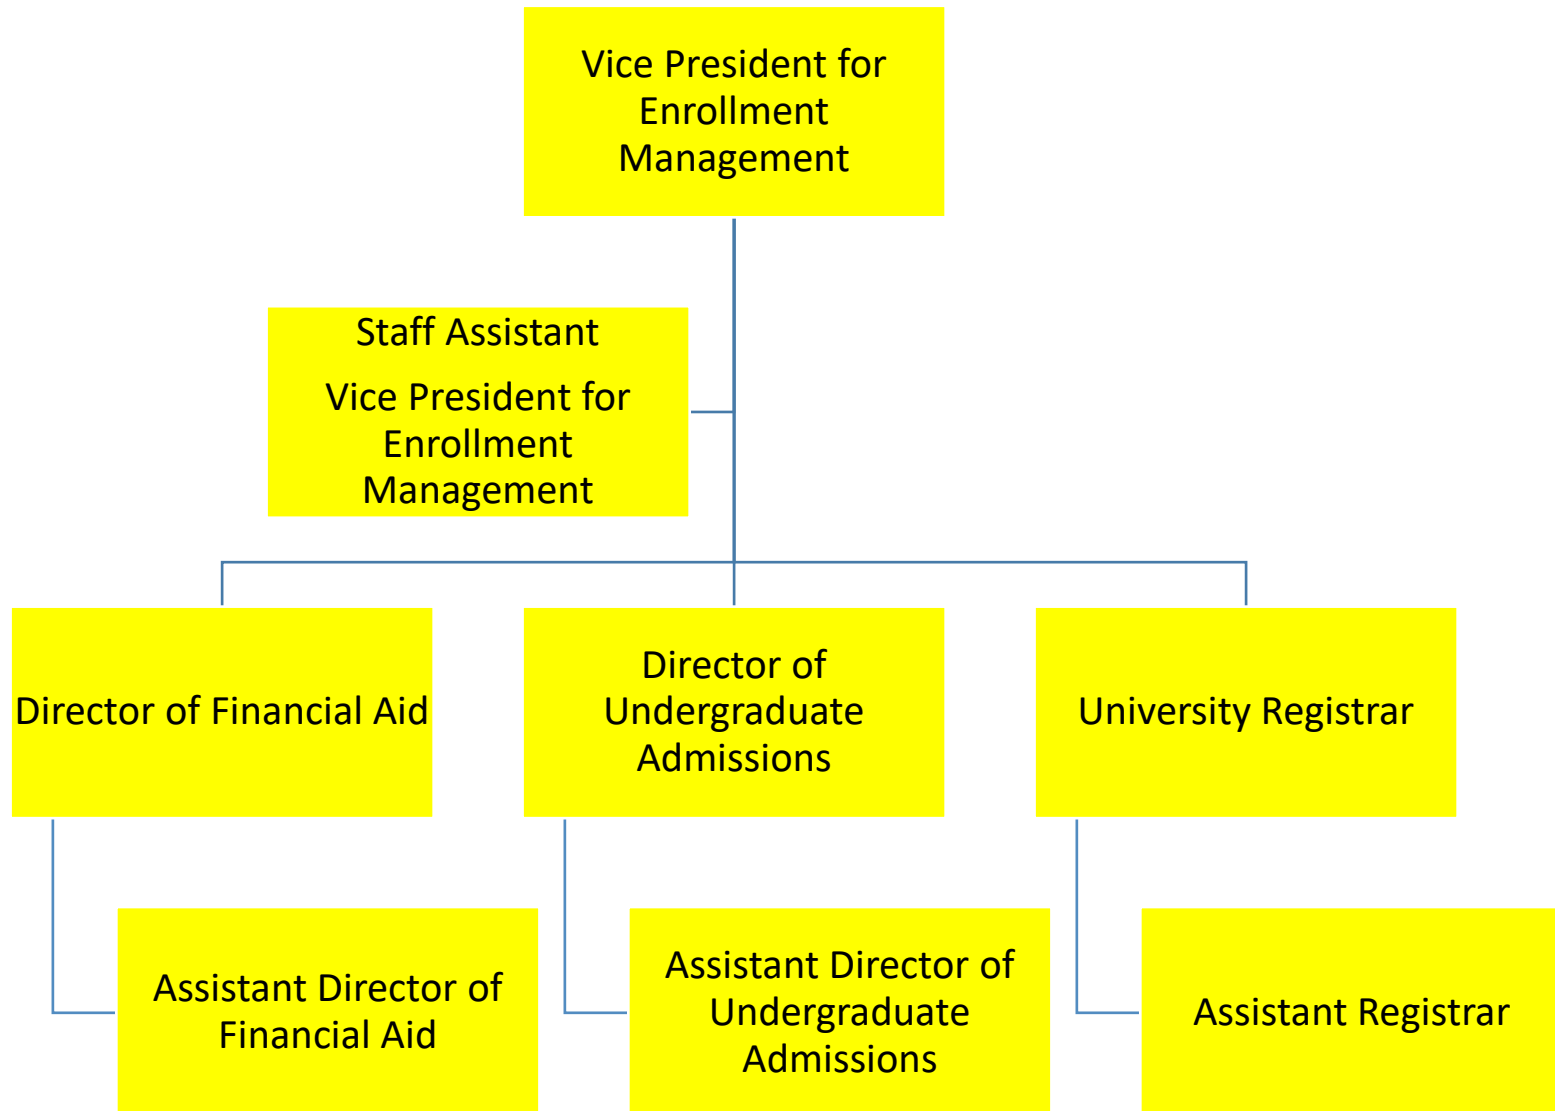 Vice President for
Enrollment
Management
Staff Assistant
Vice President for
Enrollment
Management
Director of Financial Aid
Director of
Undergraduate
Admissions
University Registrar
Assistant Director of
Financial Aid
Assistant Director of
Undergraduate
Admissions
Assistant Registrar